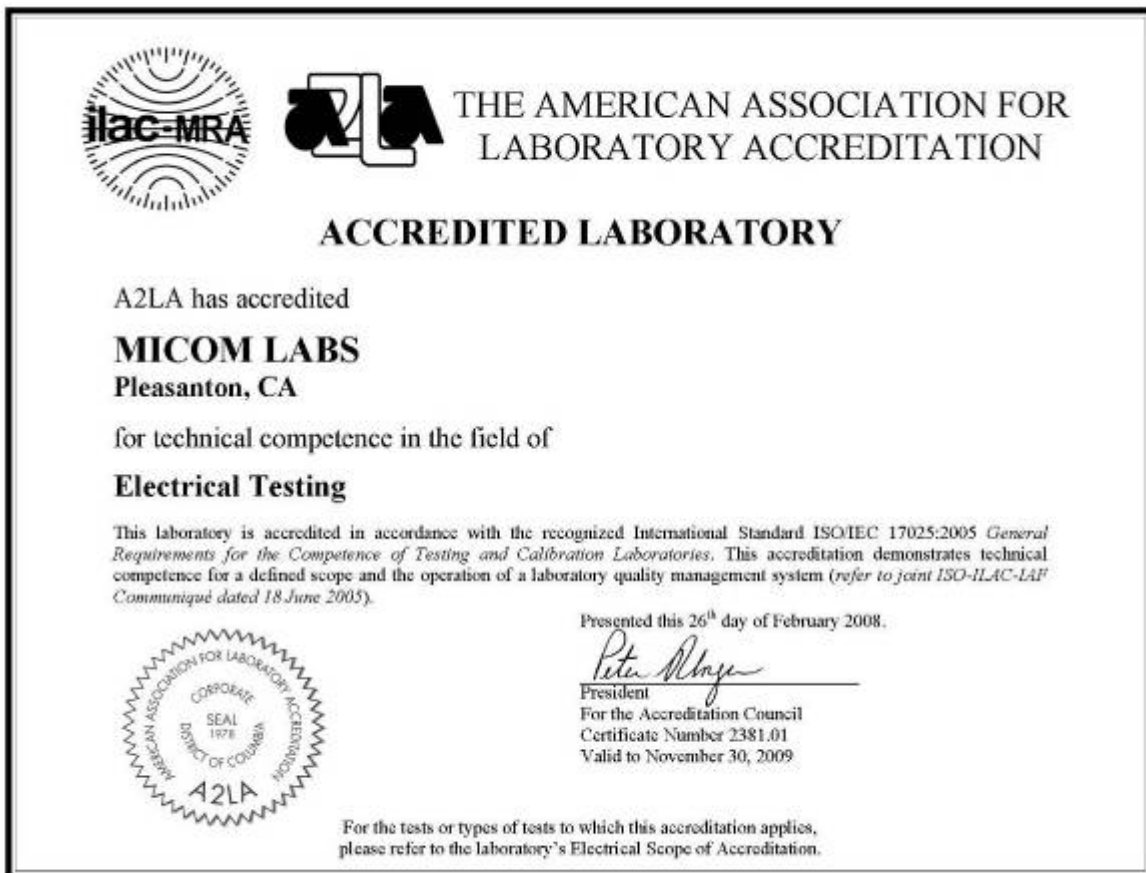 ilac-MRA
A2LA
THE AMERICAN ASSOCIATION FOR
LABORATORY ACCREDITATION
ACCREDITED LABORATORY
A2LA has accredited
MICOM LABS
Pleasanton, CA
for technical competence in the field of
Electrical Testing
This laboratory is accredited in accordance with the recognized International Standard ISO/IEC 17025:2005 General
Requirements for the Competence of Testing and Calibration Laboratories. This accreditation demonstrates technical
competence for a defined scope and the operation of a laboratory quality management system (refer to joint ISO-ILAC-IAF
Communiqué dated 18 June 2005).
Presented this 26th day of February 2008.
Peter
President
For the Accreditation Council
Certificate Number 2381.01
Valid to November 30, 2009
AMERICAN ASSOCIATION FOR LABORATORY ACCREDITATION
CORPORATE
SEAL
1978
DISTRICT OF COLUMBIA
A2LA
For the tests or types of tests to which this accreditation applies,
please refer to the laboratory's Electrical Scope of Accreditation.